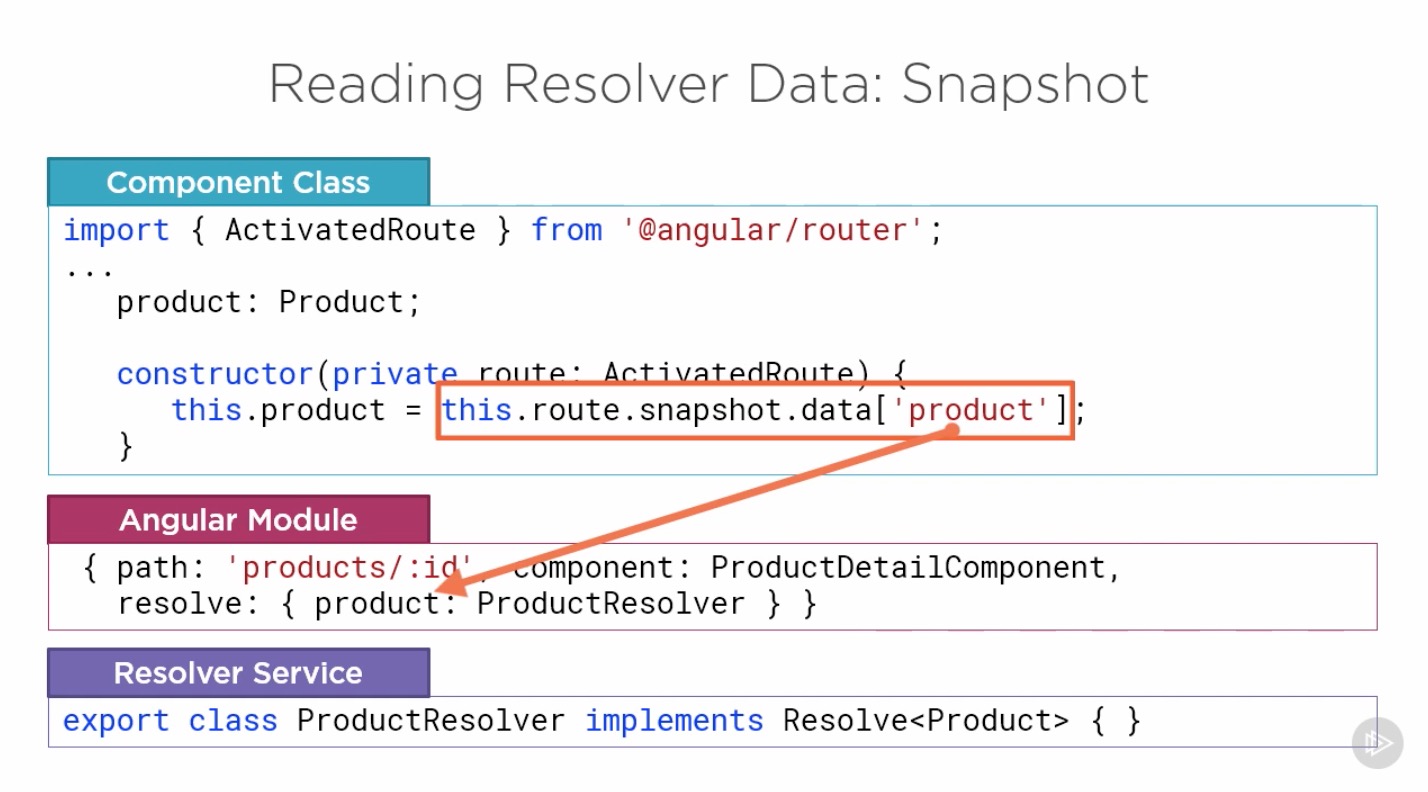 Reading Resolver Data: Snapshot
Component Class
import { ActivatedRoute } from '@angular/router';
...
product: Product;
constructor(private route: ActivatedRoute) {
this.product = this.route.snapshot.data['product'];
}
Angular Module
{ path: 'products/:id', component: ProductDetailComponent,
resolve: { product: ProductResolver } }
Resolver Service
export class ProductResolver implements Resolve<Product> { }